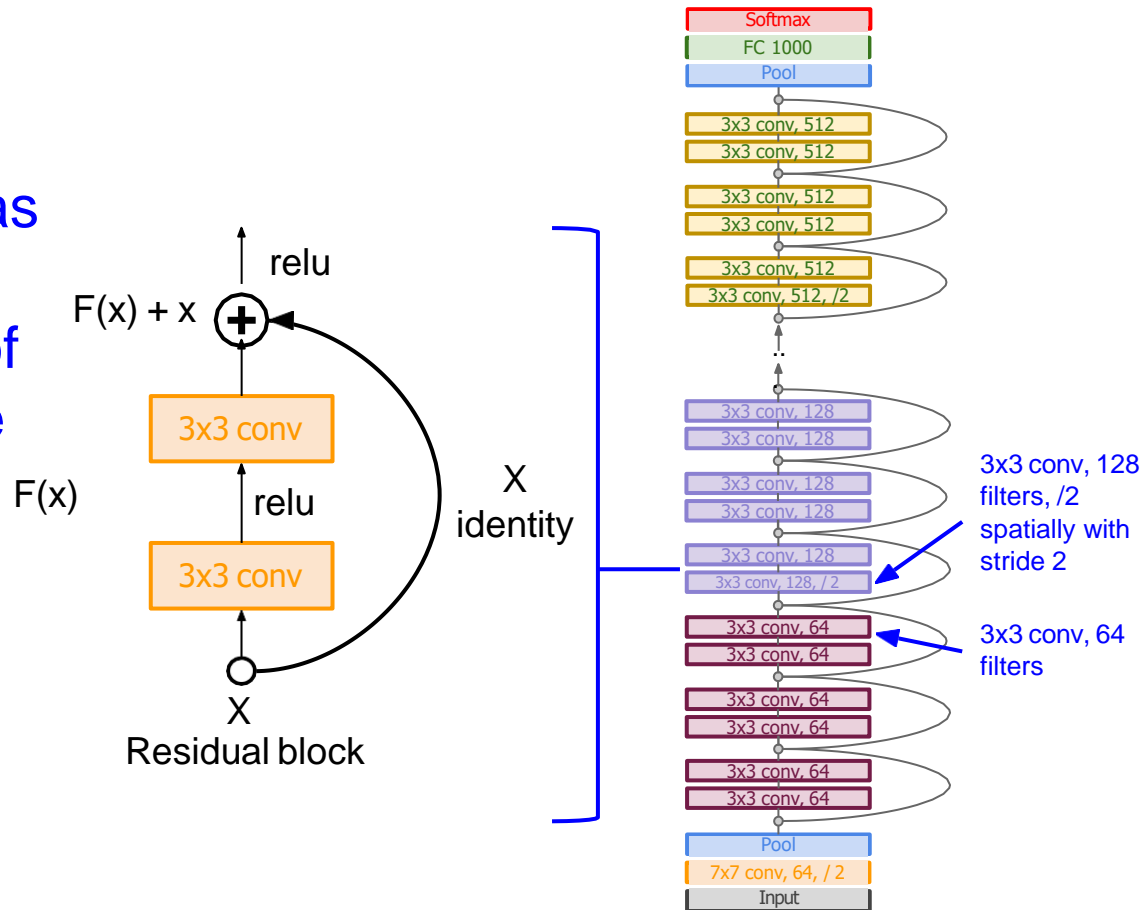 as
of
e
relu
F(x) + x
3x3 conv
F(x)
relu
3x3 conv
X
identity
X
Residual block
Softmax
FC 1000
Pool
3x3 conv, 512
3x3 conv, 512
3x3 conv, 512
3x3 conv, 512
3x3 conv, 512
3x3 conv, 512, /2
..
.
3x3 conv, 128
3x3 conv, 128
3x3 conv, 128
3x3 conv, 128
3x3 conv, 128
3x3 conv, 128, / 2
3x3 conv, 64
3x3 conv, 64
3x3 conv, 64
3x3 conv, 64
3x3 conv, 64
3x3 conv, 64
Pool
7x7 conv, 64, / 2
Input
3x3 conv, 128
filters, /2
spatially with
stride 2
3x3 conv, 64
filters